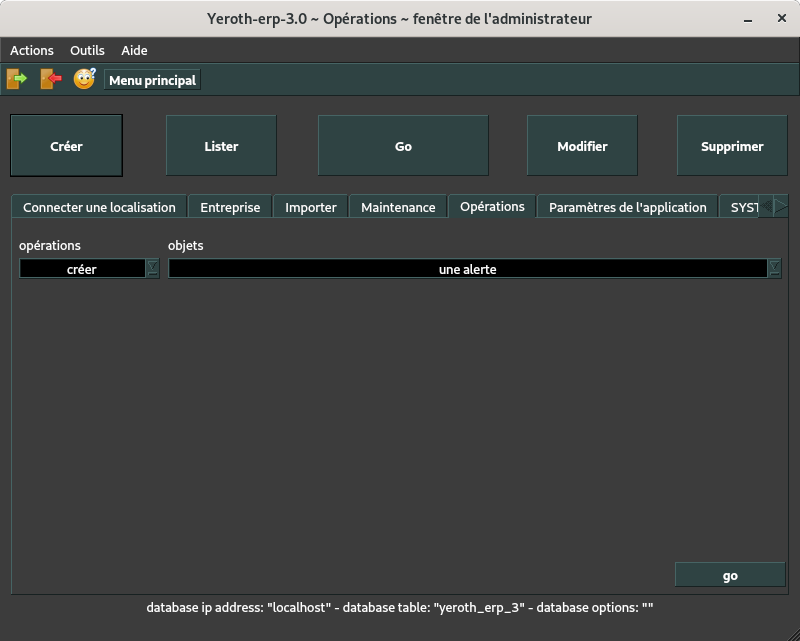 Yeroth-erp-3.0 ~ Opérations ~ fenêtre de l'administrateur
Actions Outils Aide
Menu principal
Créer Lister Go Modifier Supprimer
Connecter une localisation Entreprise Importer Maintenance Opérations Paramètres de l'application SYST
opérations objets
créer une alerte
go
database ip address: "localhost" - database table: "yeroth_erp_3" - database options: ""